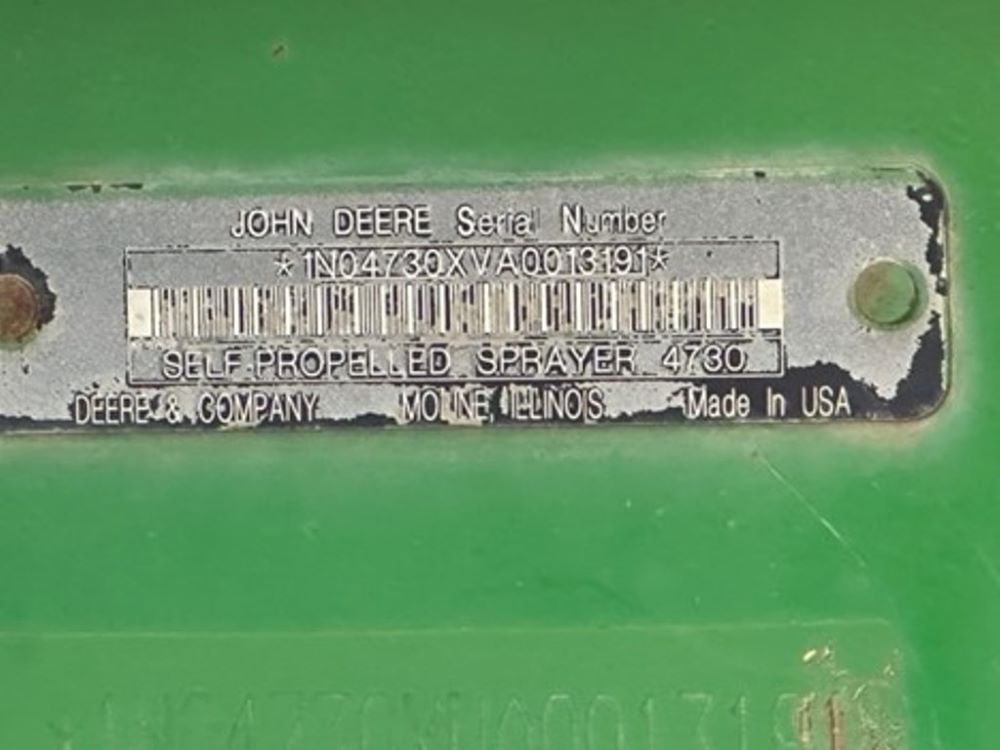 JOHN DEERE Serial Number
*1N04730XVA0013191*
SELF-PROPELLED SPRAYER 4730
DEERE & COMPANY MOLINE, ILLINOIS Made In USA